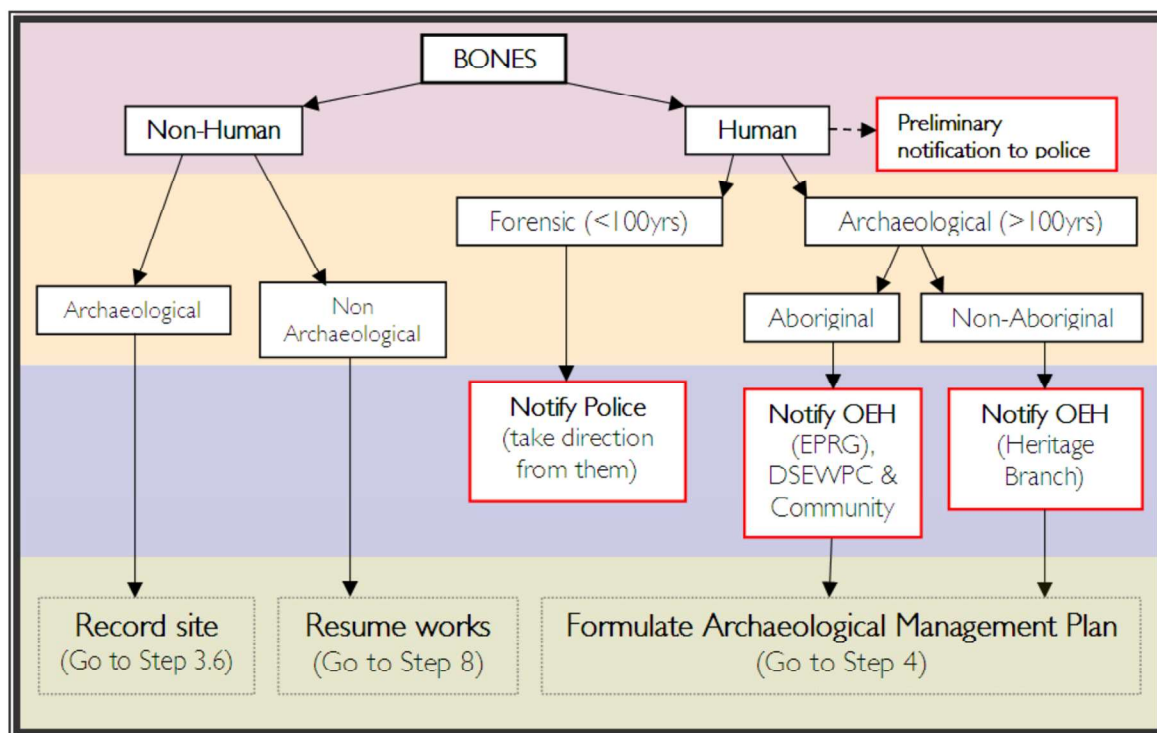 BONES
Non-Human
Human
Preliminary
notification to police
Forensic (<100yrs)
Archaeological (>100yrs)
Archaeological
Non
Archaeological
Aboriginal
Non-Aboriginal
Notify Police
(take direction
from them)
Notify OEH
(EPRG),
DSEWPC &
Community
Notify OEH
(Heritage
Branch)
Record site
(Go to Step 3.6)
Resume works
(Go to Step 8)
Formulate Archaeological Management Plan
(Go to Step 4)